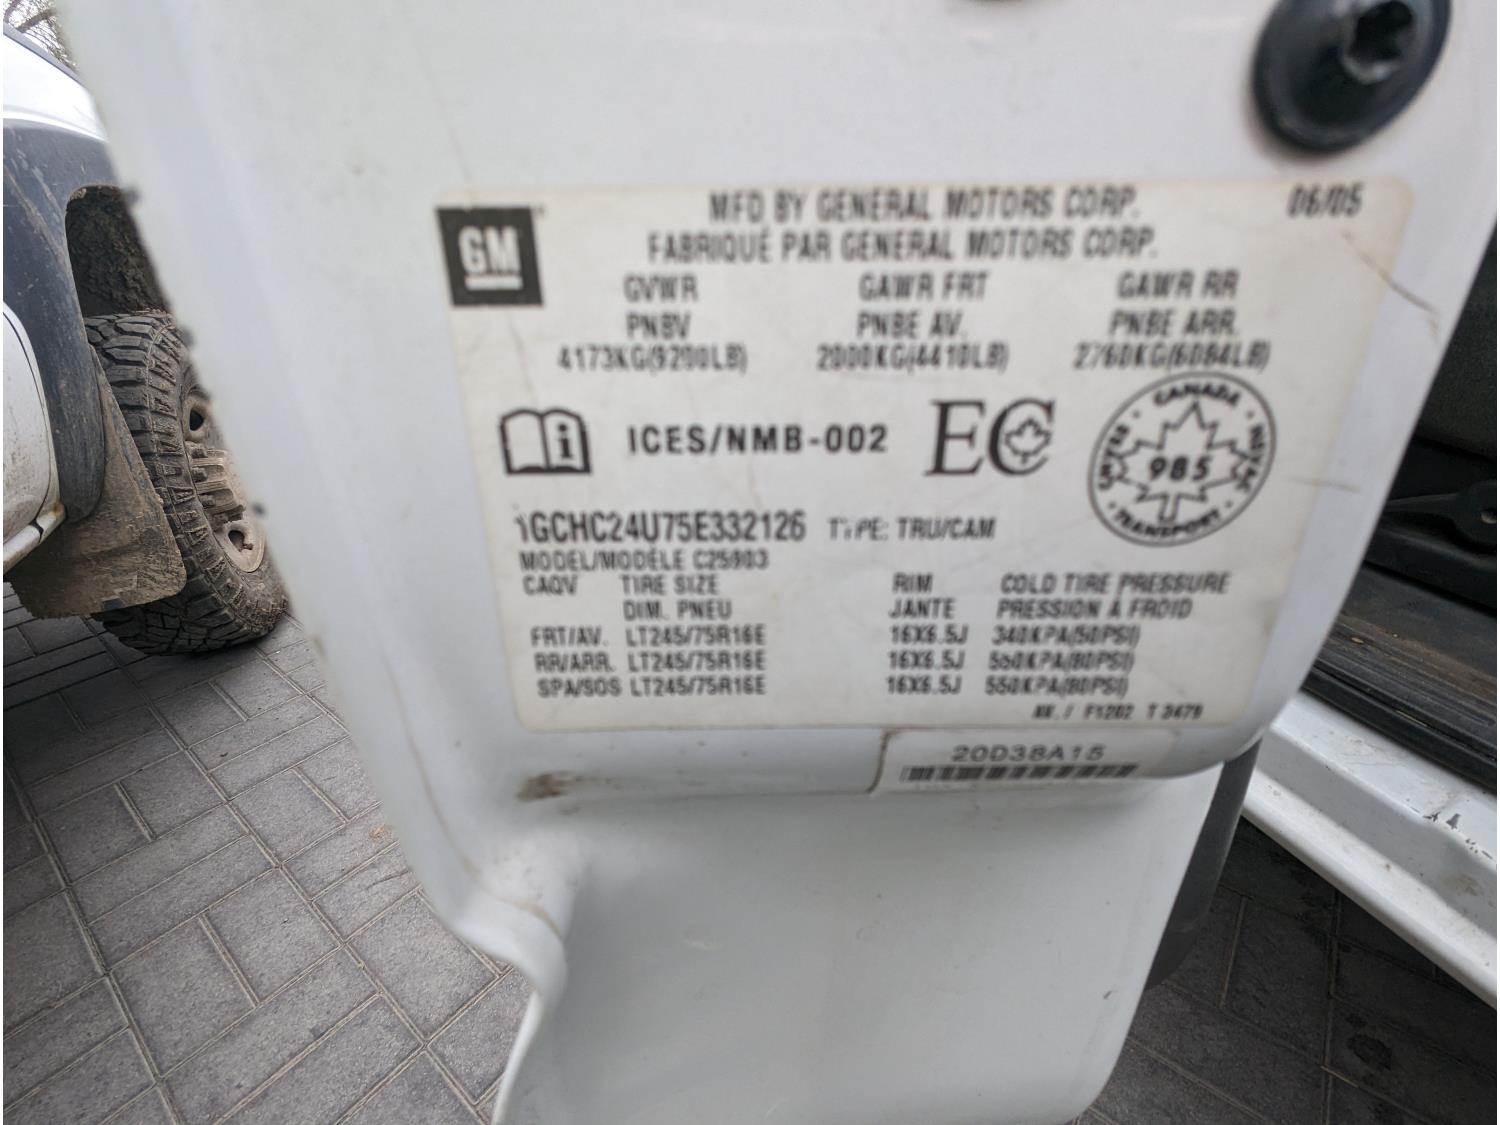 GM
MFD BY GENERAL MOTORS CORP. 06/05
FABRIQUÉ PAR GENERAL MOTORS CORP.
GVWR GAWR FRT GAWR RR
PNBV PNBE AV. PNBE ARR.
4173KG(9200LB) 2000KG(4410LB) 2760KG(6084LB)
ICES/NMB-002 EC
CANADA
985
TRANSPORT
1GCHC24U75E332126 TYPE: TRU/CAM
MODEL/MODÈLE C25903
CAQV TIRE SIZE RIM COLD TIRE PRESSURE
DIM. PNEU JANTE PRESSION À FROID
FRT/AV. LT245/75R16E 16X6.5J 340KPA(50PSI)
RR/ARR. LT245/75R16E 16X6.5J 550KPA(80PSI)
SPA/SOS LT245/75R16E 16X6.5J 550KPA(80PSI)
F1202 T 3479
20D38A15